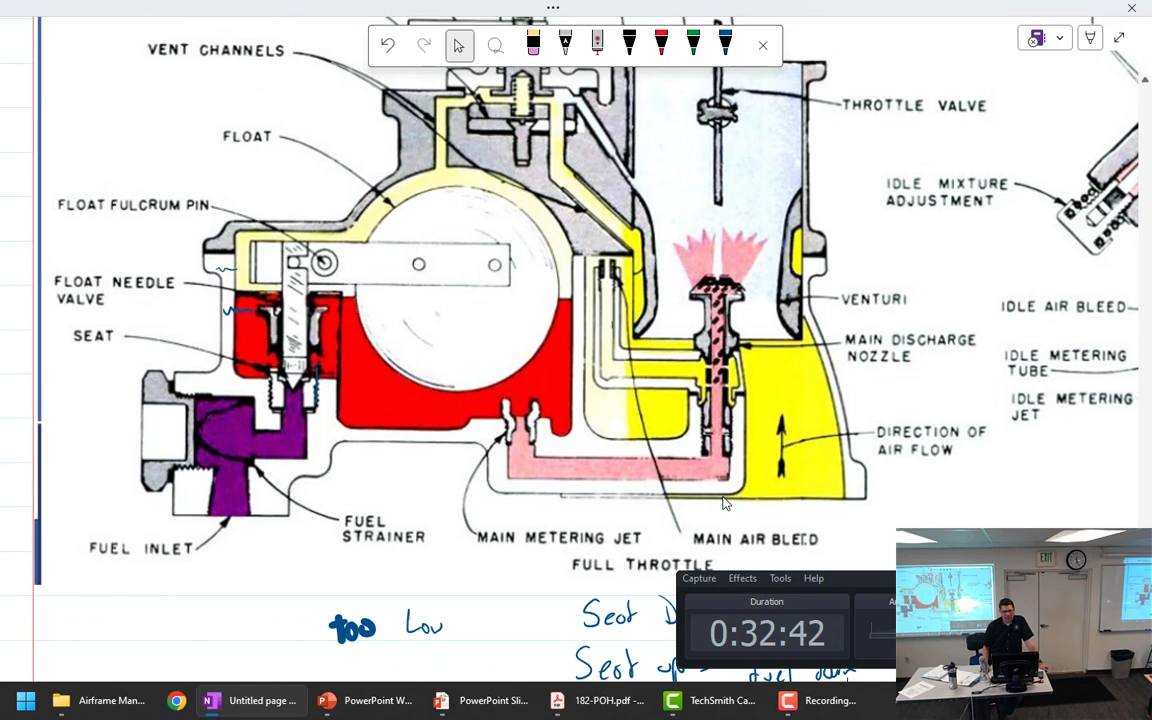 VENT CHANNELS
FLOAT
FLOAT FULCRUM PIN
FLOAT NEEDLE
VALVE
SEAT
FUEL INLET
FUEL
STRAINER
MAIN METERING JET
MAIN AIR BLEED
FULL THROTTLE
THROTTLE VALVE
IDLE MIXTURE
ADJUSTMENT
VENTURI
IDLE AIR BLEED
MAIN DISCHARGE
NOZZLE
IDLE METERING
TUBE
IDLE METERING
JET
DIRECTION OF
AIR FLOW
EXIT
too Low
Seat D
Seat up =
Capture Effects Tools Help
Duration
0:32:42
Airframe Man...
Untitled page ...
PowerPoint W...
PowerPoint Sli...
182-POH.pdf -...
TechSmith Ca...
Recording...